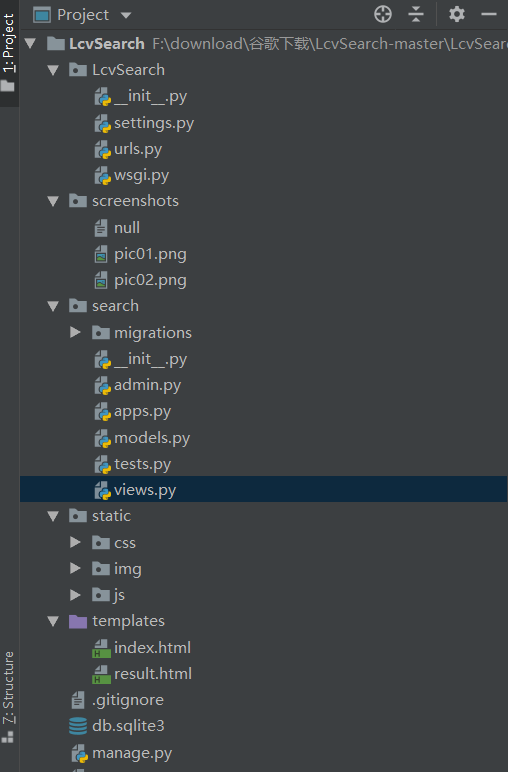 Project
1: Project
LcvSearch F:\download\谷歌下载\LcvSearch-master\LcvSear
LcvSearch
__init__.py
settings.py
urls.py
wsgi.py
screenshots
null
pic01.png
pic02.png
search
migrations
__init__.py
admin.py
apps.py
models.py
tests.py
views.py
static
css
img
js
templates
index.html
result.html
.gitignore
db.sqlite3
manage.py
7: Structure